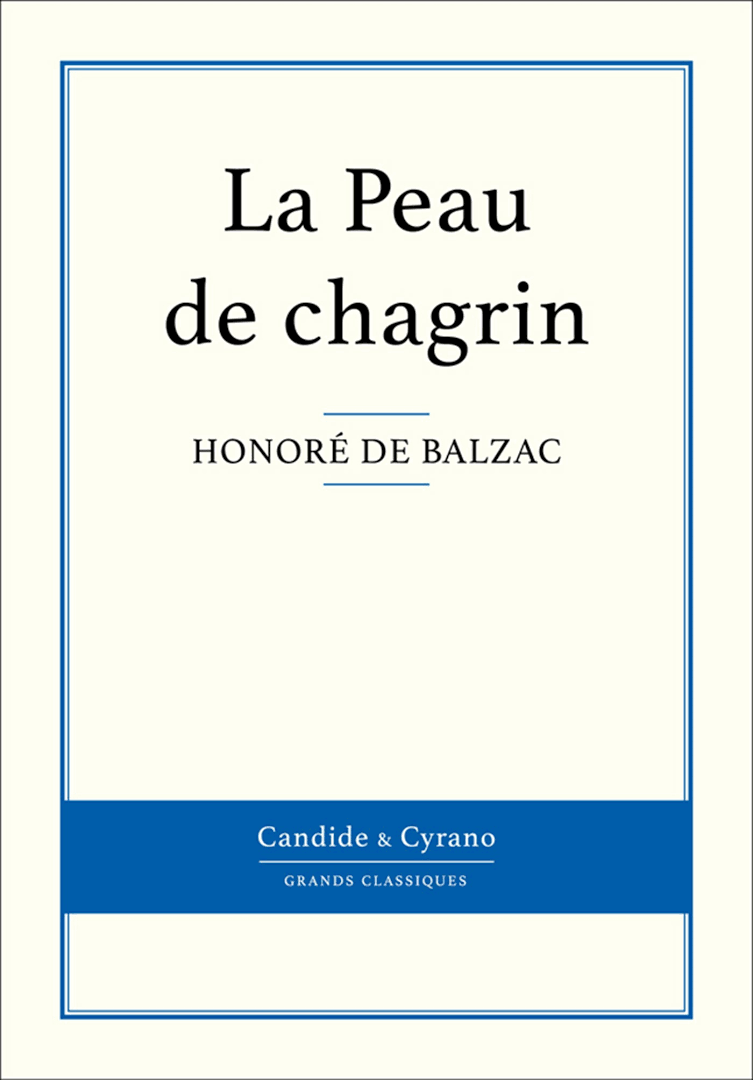 La Peau
de chagrin
HONORÉ DE BALZAC
Candide & Cyrano
GRANDS CLASSIQUES